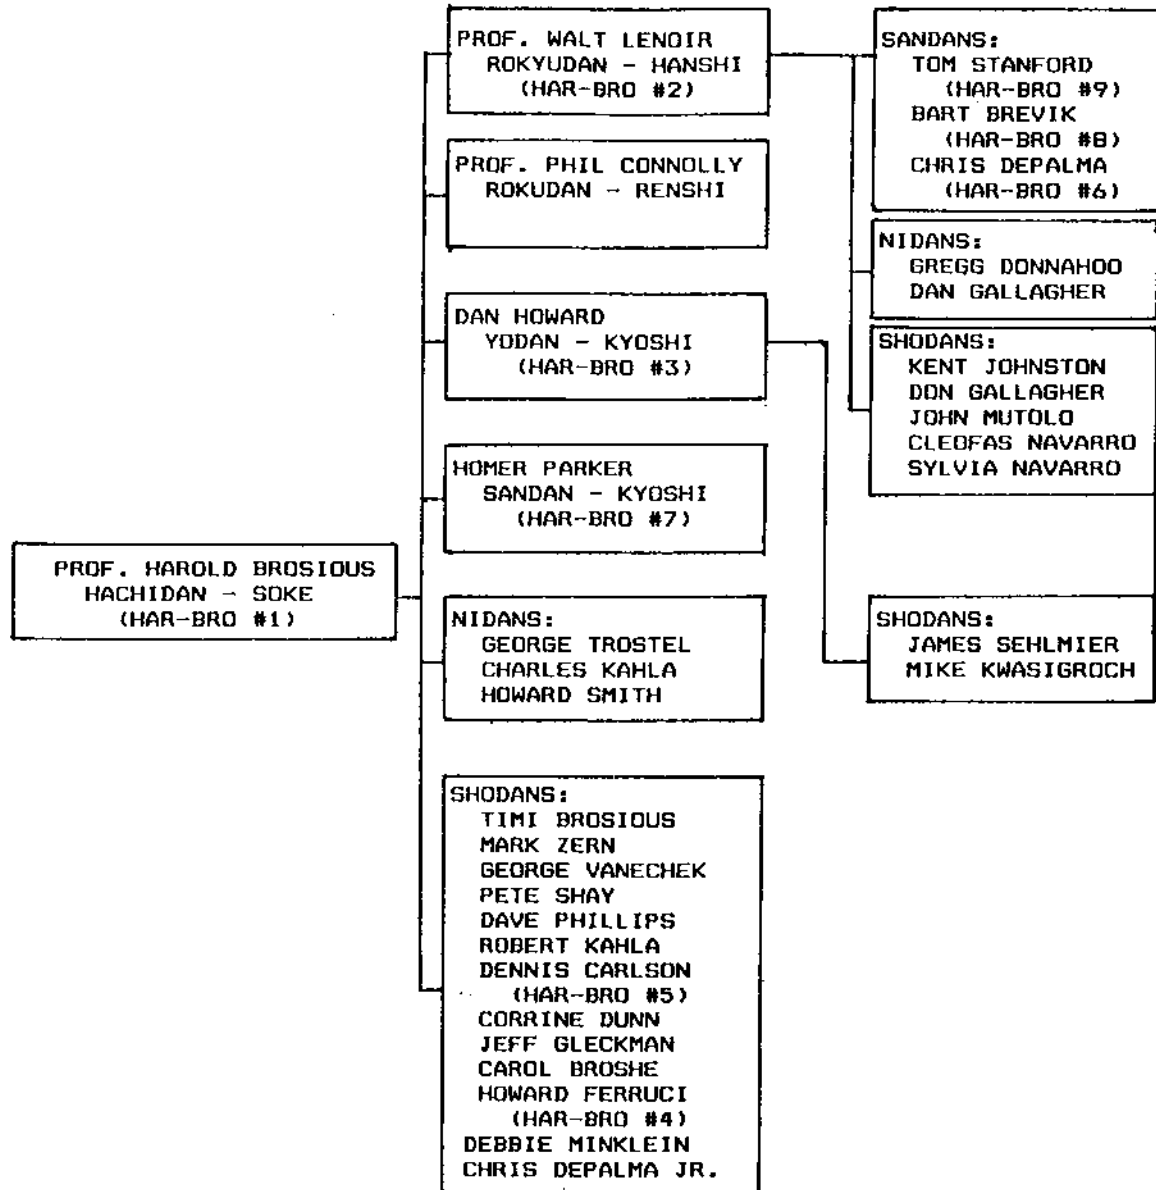 PROF. HAROLD BROSIOUS
HACHIDAN - SOKE
(HAR-BRO #1)
PROF. WALT LENOIR
ROKYUDAN - HANSHI
(HAR-BRO #2)
PROF. PHIL CONNOLLY
ROKUDAN - RENSHI
DAN HOWARD
YODAN - KYOSHI
(HAR-BRO #3)
HOMER PARKER
SANDAN - KYOSHI
(HAR-BRO #7)
NIDANS:
GEORGE TROSTEL
CHARLES KAHLA
HOWARD SMITH
SHODANS:
TIMI BROSIOUS
MARK ZERN
GEORGE VANECHEK
PETE SHAY
DAVE PHILLIPS
ROBERT KAHLA
DENNIS CARLSON
(HAR-BRO #5)
CORRINE DUNN
JEFF GLECKMAN
CAROL BROSHE
HOWARD FERRUCI
(HAR-BRO #4)
DEBBIE MINKLEIN
CHRIS DEPALMA JR.
SANDANS:
TOM STANFORD
(HAR-BRO #9)
BART BREVIK
(HAR-BRO #8)
CHRIS DEPALMA
(HAR-BRO #6)
NIDANS:
GREGG DONNAHOO
DAN GALLAGHER
SHODANS:
KENT JOHNSTON
DON GALLAGHER
JOHN MUTOLO
CLEOFAS NAVARRO
SYLVIA NAVARRO
SHODANS:
JAMES SEHLMIER
MIKE KWASIGROCH